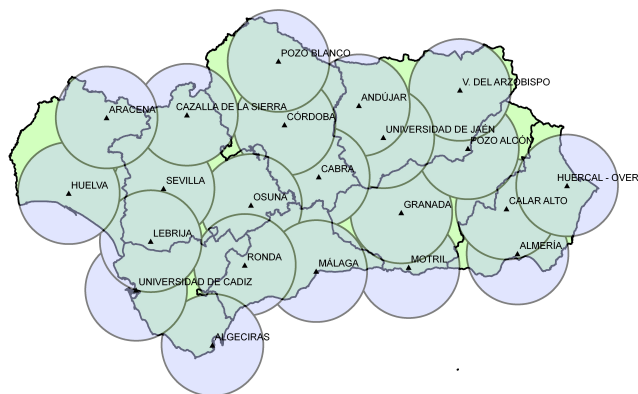 POZO BLANCO
V. DEL ARZOBISPO
ANDÚJAR
ARACENA
CAZALLA DE LA SIERRA
CÓRDOBA
UNIVERSIDAD DE JAÉN
POZO ALCÓN
CABRA
HUELVA
SEVILLA
HUERCAL - OVER
OSUNA
GRANADA
CALAR ALTO
LEBRIJA
ALMERÍA
RONDA
MÁLAGA
MOTRIL
UNIVERSIDAD DE CADIZ
ALGECIRAS